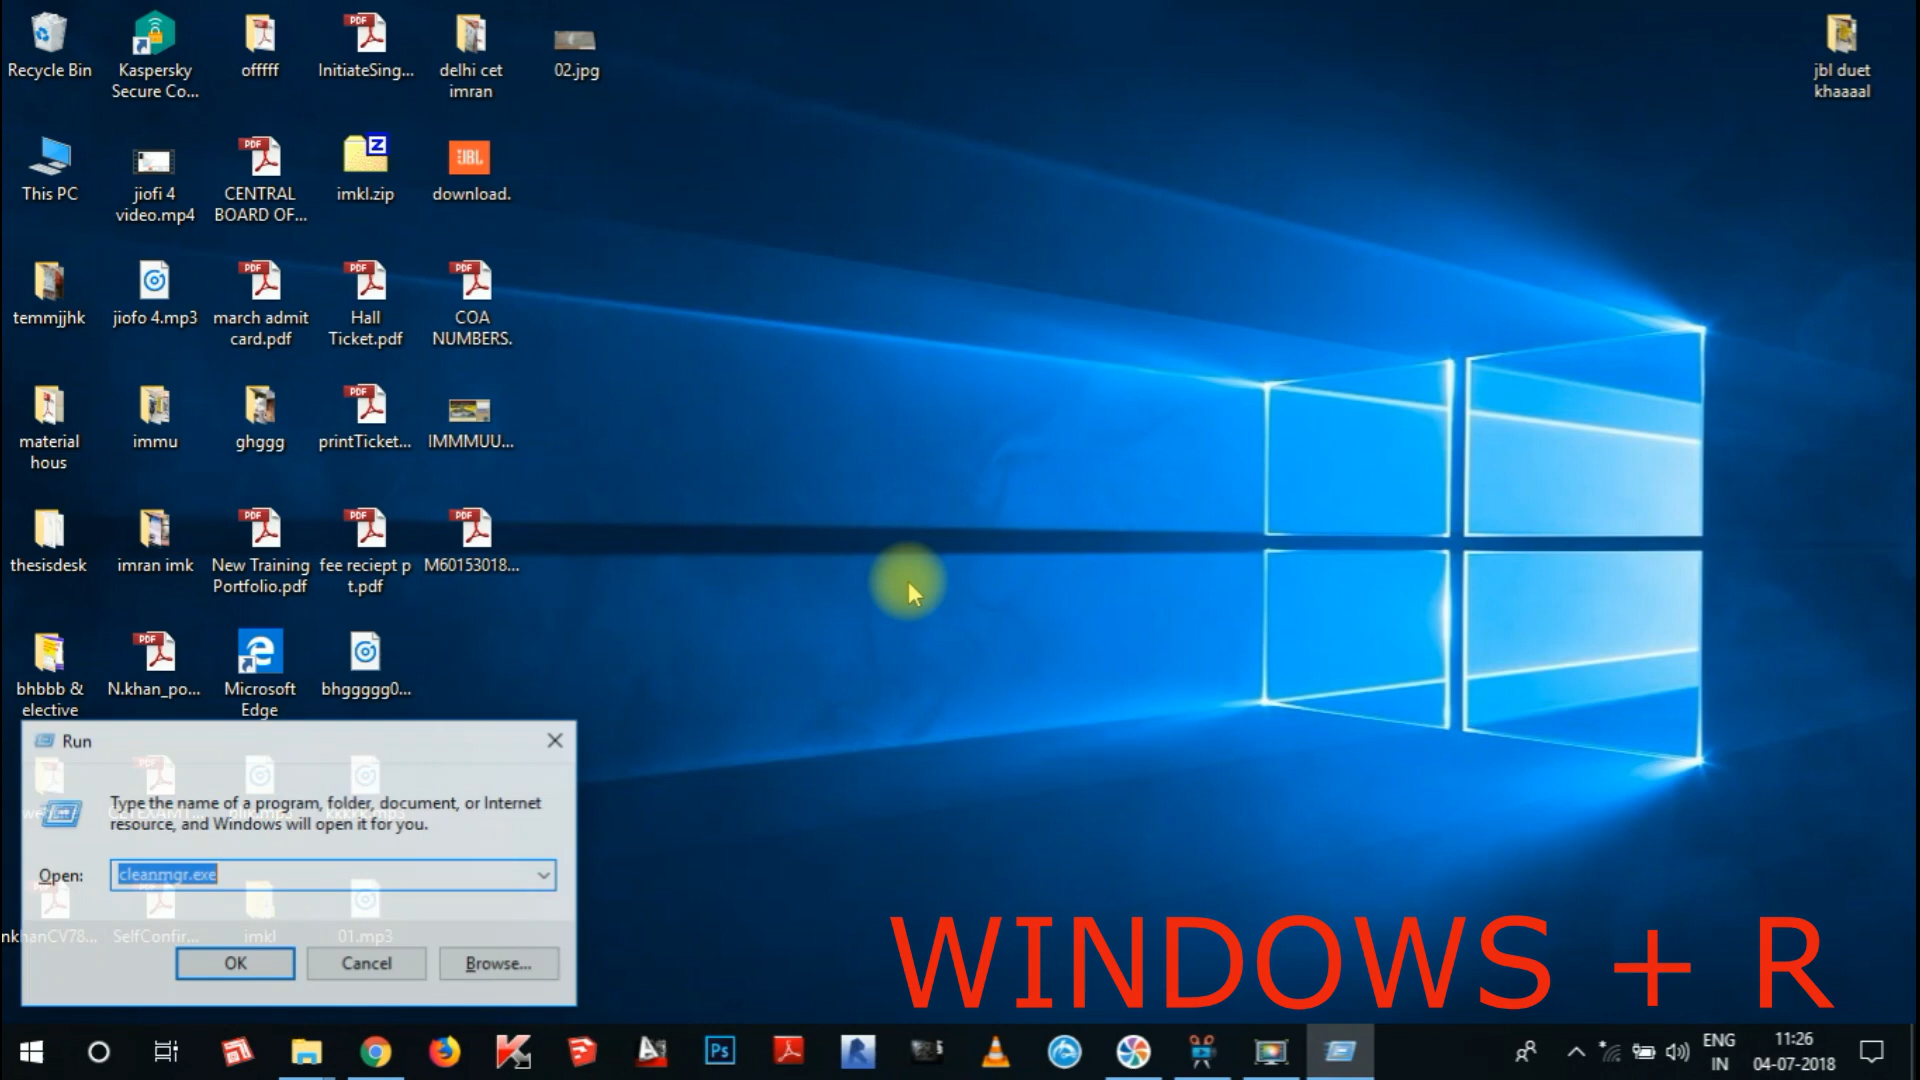 Recycle Bin
Kaspersky
Secure Co...
offfff
InitiateSing...
delhi cet
imran
02.jpg
jbl duet
khaaaal
This PC
jiofi 4
video.mp4
CENTRAL
BOARD OF...
imkl.zip
JBL
download.
temmjjhk
jiofo 4.mp3
march admit
card.pdf
Hall
Ticket.pdf
COA
NUMBERS.
material
hous
immu
ghggg
printTicket...
IMMMUU...
thesisdesk
imran imk
New Training
Portfolio.pdf
fee reciept p
t.pdf
M60153018...
bhbbb &
elective
N.khan_po...
Microsoft
Edge
bhggggg0...
Run
Type the name of a program, folder, document, or Internet
resource, and Windows will open it for you.
Open:
cleanmgr.exe
nkhanCV78...
SelfConfir...
imkl
01.mp3
OK
Cancel
Browse...
WINDOWS + R
Ps
ENG
IN
11:26
04-07-2018